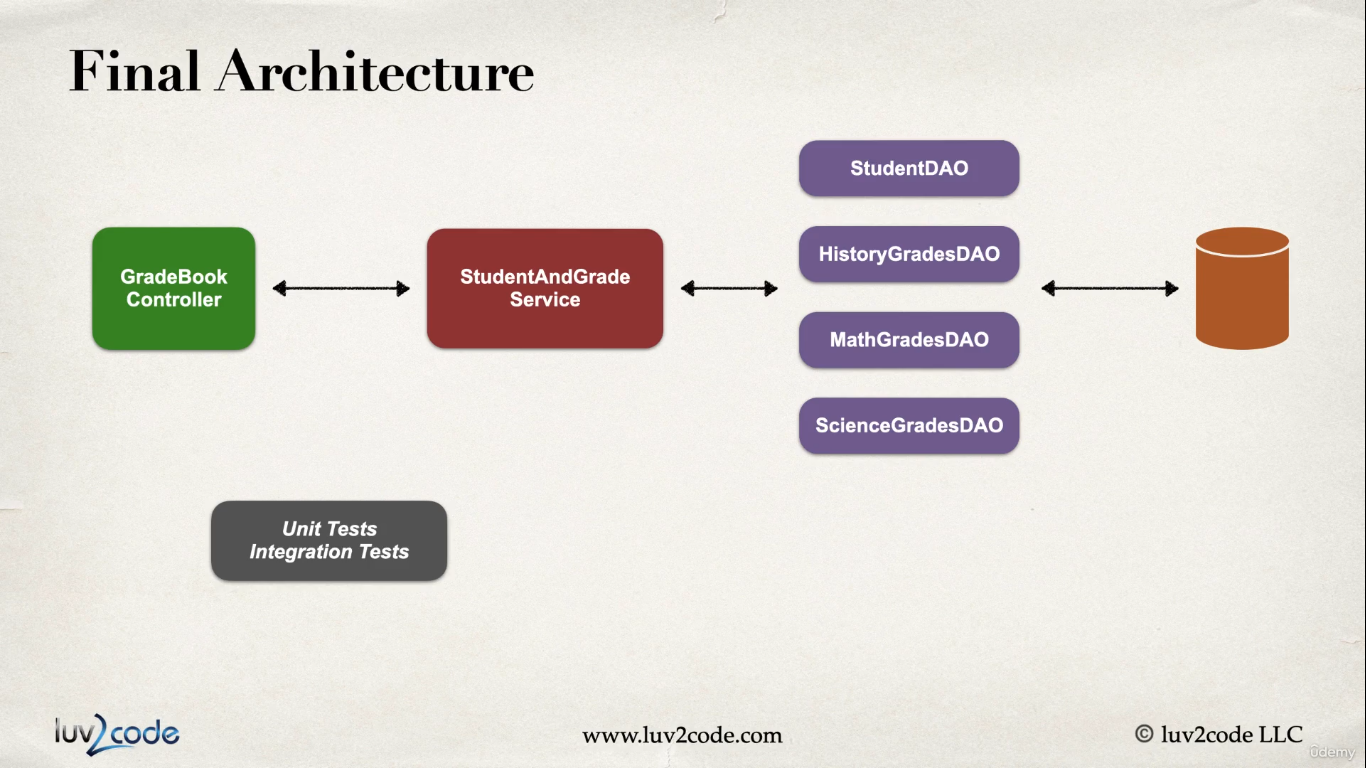 Final Architecture
StudentDAO
HistoryGradesDAO
GradeBook
Controller
StudentAndGrade
Service
MathGradesDAO
ScienceGradesDAO
Unit Tests
Integration Tests
luv2code
www.luv2code.com
© luv2code LLC
Udemy